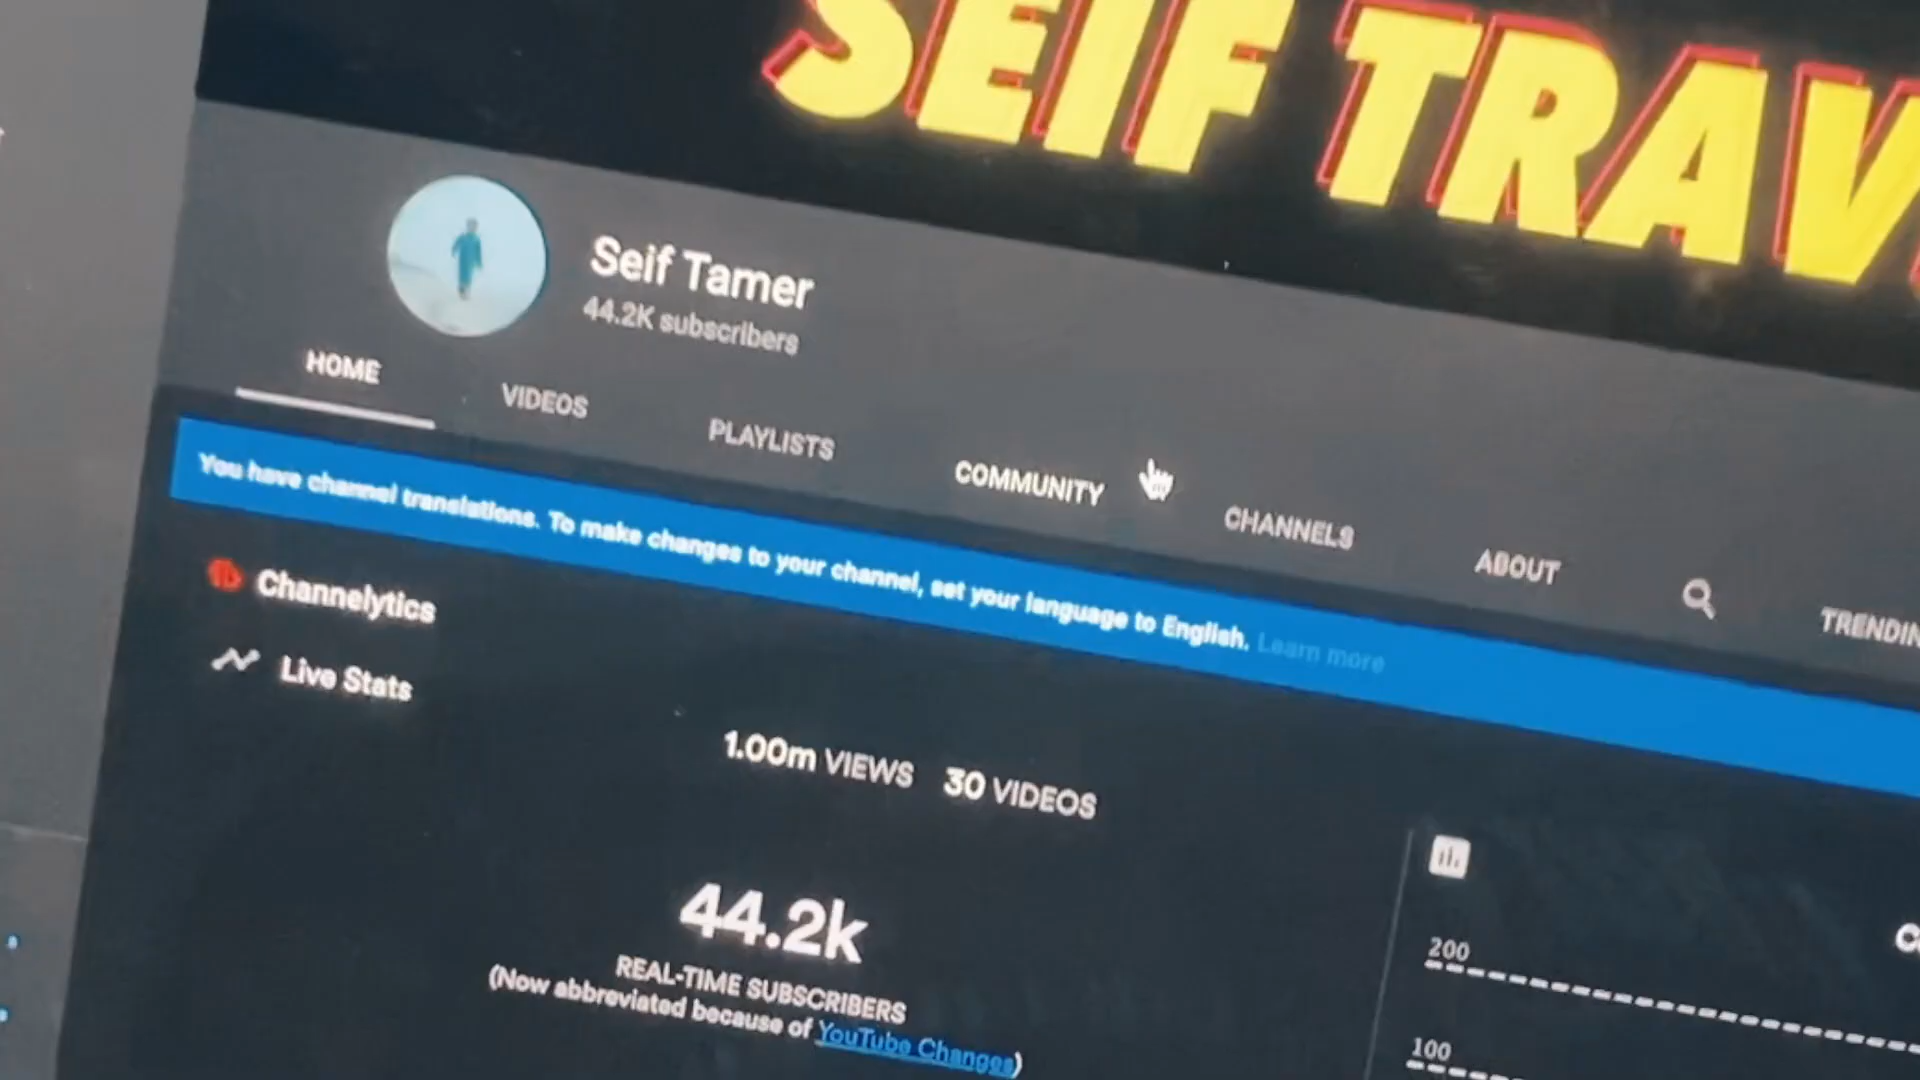 SEIF TRAV
Seif Tamer
44.2K subscribers
HOME VIDEOS PLAYLISTS COMMUNITY CHANNELS ABOUT TRENDIN
You have channel translations. To make changes to your channel, set your language to English. Learn more
Channelytics
Live Stats
1.00m VIEWS 30 VIDEOS
44.2k
REAL-TIME SUBSCRIBERS
(Now abbreviated because of YouTube Changes)
200
100